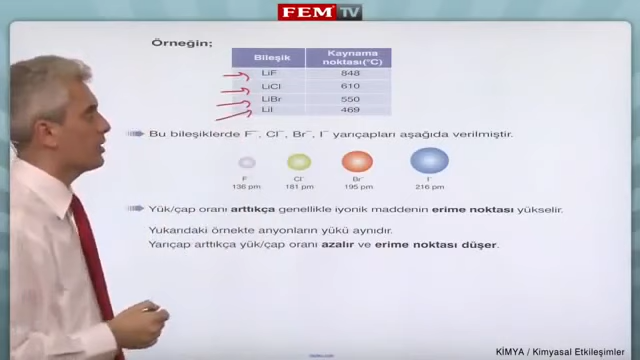 FEM TV
Örneğin;
Bileşik Kaynama noktası(°C)
LiF 848
LiCl 610
LiBr 550
LiI 469
Bu bileşiklerde F⁻, Cl⁻, Br⁻, I⁻ yarıçapları aşağıda verilmiştir.
F⁻ Cl⁻ Br⁻ I⁻
136 pm 181 pm 195 pm 216 pm
Yük/çap oranı arttıkça genellikle iyonik maddenin erime noktası yükselir.
Yukarıdaki örnekte anyonların yükü aynıdır.
Yarıçap arttıkça yük/çap oranı azalır ve erime noktası düşer.
KİMYA / Kimyasal Etkileşimler